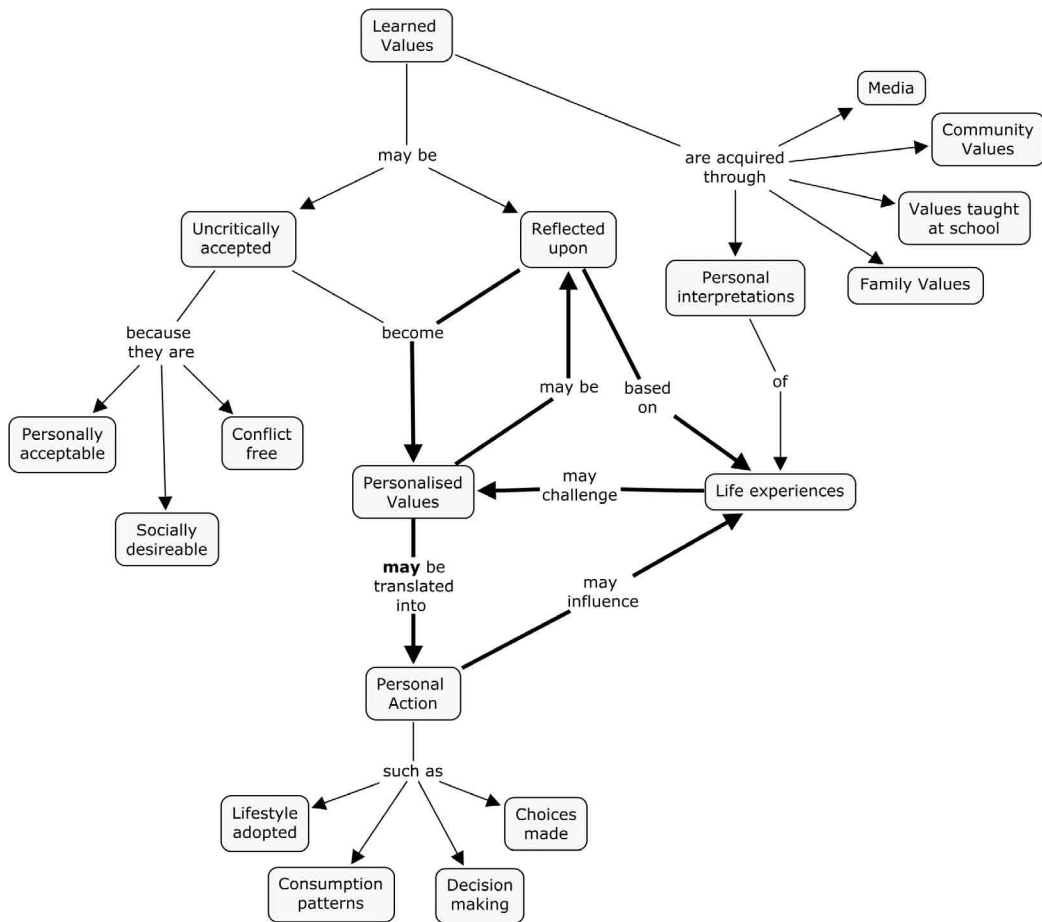 Learned
Values
Media
Community
Values
may be
are acquired
through
Values taught
at school
Uncritically
accepted
Reflected
upon
Personal
interpretations
Family Values
because
they are
become
may be
based
on
of
Personally
acceptable
Conflict
free
Personalised
Values
may
challenge
Life experiences
Socially
desireable
may be
translated
into
may
influence
Personal
Action
such as
Lifestyle
adopted
Choices
made
Consumption
patterns
Decision
making